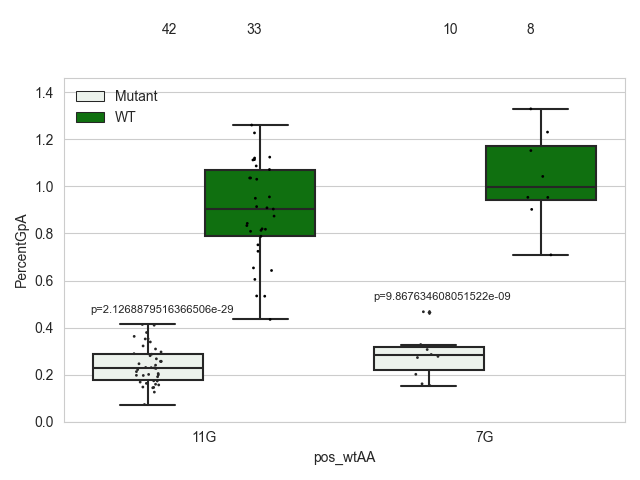 42 33 10 8
1.4
1.2
1.0
0.8
0.6
0.4
0.2
0.0
PercentGpA
Mutant
WT
p=2.1268879516366506e-29
p=9.867634608051522e-09
11G 7G
pos_wtAA